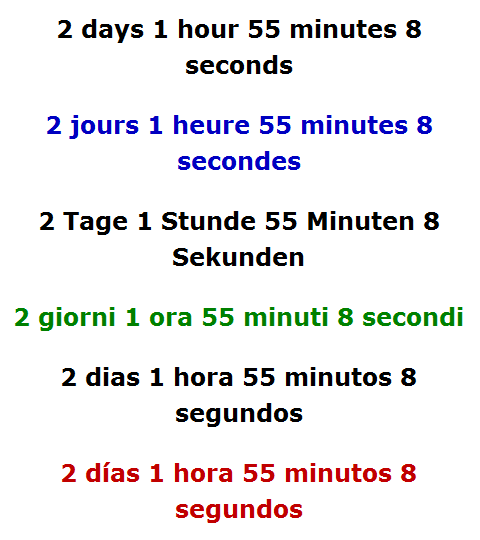 2 days 1 hour 55 minutes 8
seconds
2 jours 1 heure 55 minutes 8
secondes
2 Tage 1 Stunde 55 Minuten 8
Sekunden
2 giorni 1 ora 55 minuti 8 secondi
2 dias 1 hora 55 minutos 8
segundos
2 días 1 hora 55 minutos 8
segundos